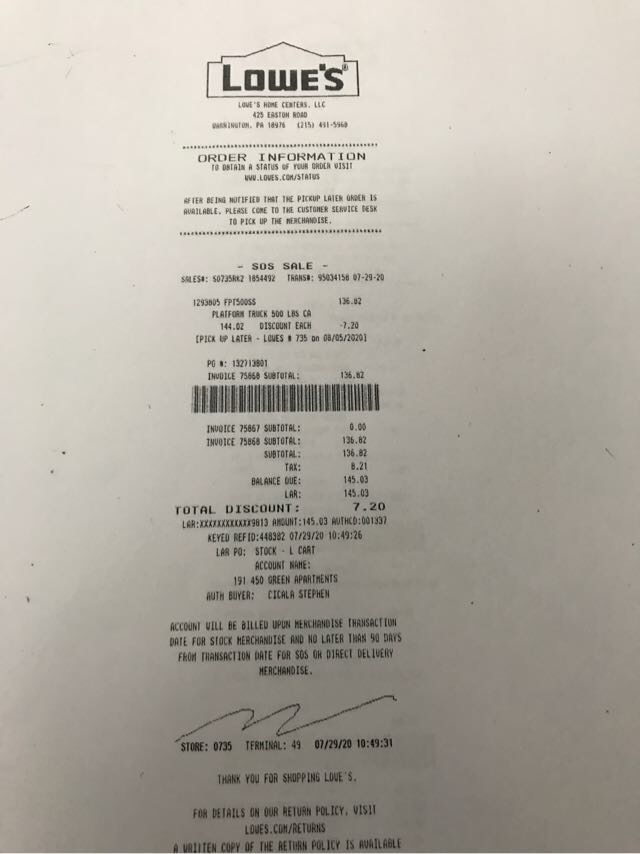 LOWE'S®
LOWE'S HOME CENTERS, LLC
425 EASTON ROAD
WARRINGTON, PA 18976 (215) 491-5960
ORDER INFORMATION
TO OBTAIN A STATUS OF YOUR ORDER VISIT
WWW.LOWES.COM/STATUS
AFTER BEING NOTIFIED THAT THE PICKUP LATER ORDER IS
AVAILABLE, PLEASE COME TO THE CUSTOMER SERVICE DESK
TO PICK UP THE MERCHANDISE.
- SOS SALE -
SALES#: S0735RK2 1854492 TRANS#: 95034158 07-29-20
1293805 FPT500SS 136.82
PLATFORM TRUCK 500 LBS CA
144.02 DISCOUNT EACH -7.20
[PICK UP LATER - LOWES # 735 on 08/05/2020]
PO #: 132713801
INVOICE 75868 SUBTOTAL: 136.82
INVOICE 75867 SUBTOTAL: 0.00
INVOICE 75868 SUBTOTAL: 136.82
SUBTOTAL: 136.82
TAX: 8.21
BALANCE DUE: 145.03
LAR: 145.03
TOTAL DISCOUNT: 7.20
LAR:XXXXXXXXXXXX9813 AMOUNT:145.03 AUTHCD:001337
KEYED REFID:448382 07/29/20 10:49:26
LAR PO: STOCK - L CART
ACCOUNT NAME:
191 450 GREEN APARTMENTS
AUTH BUYER: CICALA STEPHEN
ACCOUNT WILL BE BILLED UPON MERCHANDISE TRANSACTION
DATE FOR STOCK MERCHANDISE AND NO LATER THAN 90 DAYS
FROM TRANSACTION DATE FOR SOS OR DIRECT DELIVERY
MERCHANDISE.
STORE: 0735 TERMINAL: 49 07/29/20 10:49:31
THANK YOU FOR SHOPPING LOWE'S.
FOR DETAILS ON OUR RETURN POLICY, VISIT
LOWES.COM/RETURNS
A WRITTEN COPY OF THE RETURN POLICY IS AVAILABLE